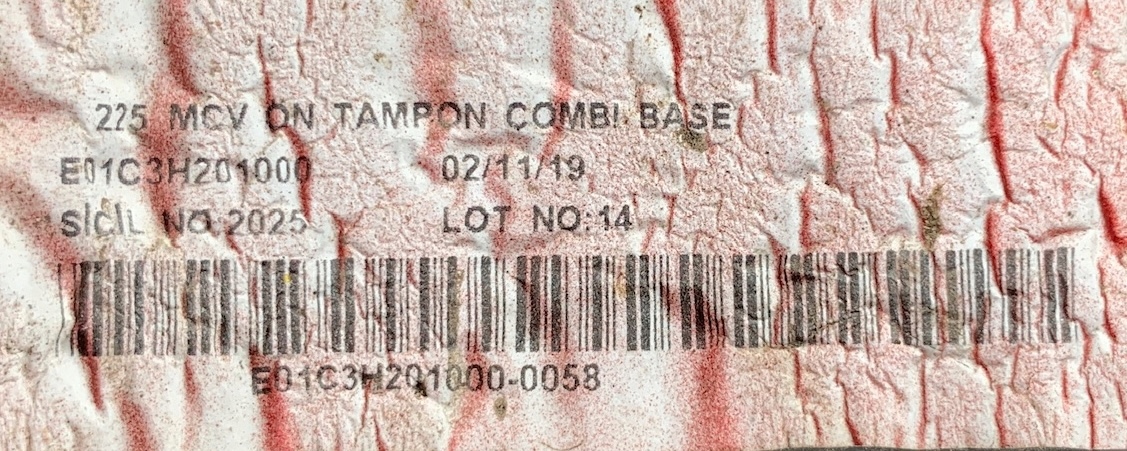 225 MCV ON TAMPON COMBI BASE
E01C3H201000 02/11/19
SICIL NO 2025 LOT NO:14
E01C3H201000-0058